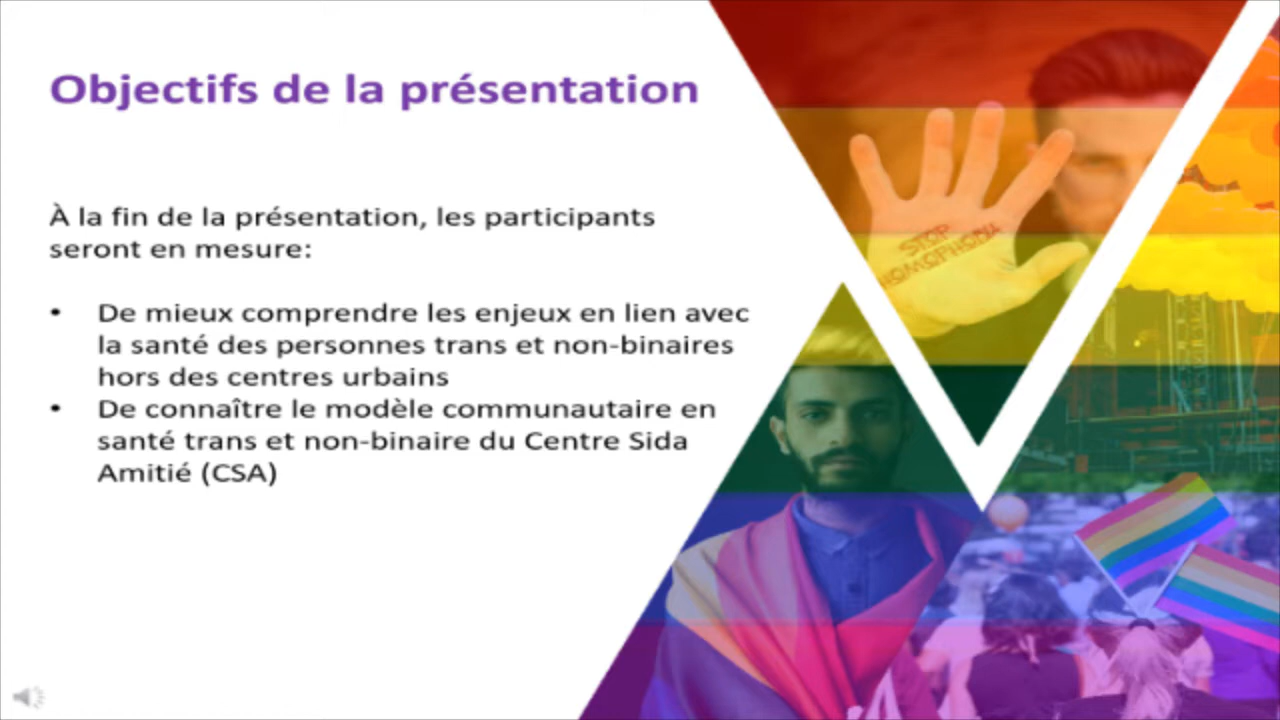 Objectifs de la présentation
À la fin de la présentation, les participants
seront en mesure:
• De mieux comprendre les enjeux en lien avec
la santé des personnes trans et non-binaires
hors des centres urbains
• De connaître le modèle communautaire en
santé trans et non-binaire du Centre Sida
Amitié (CSA)
STOP
HOMOPHOBIA